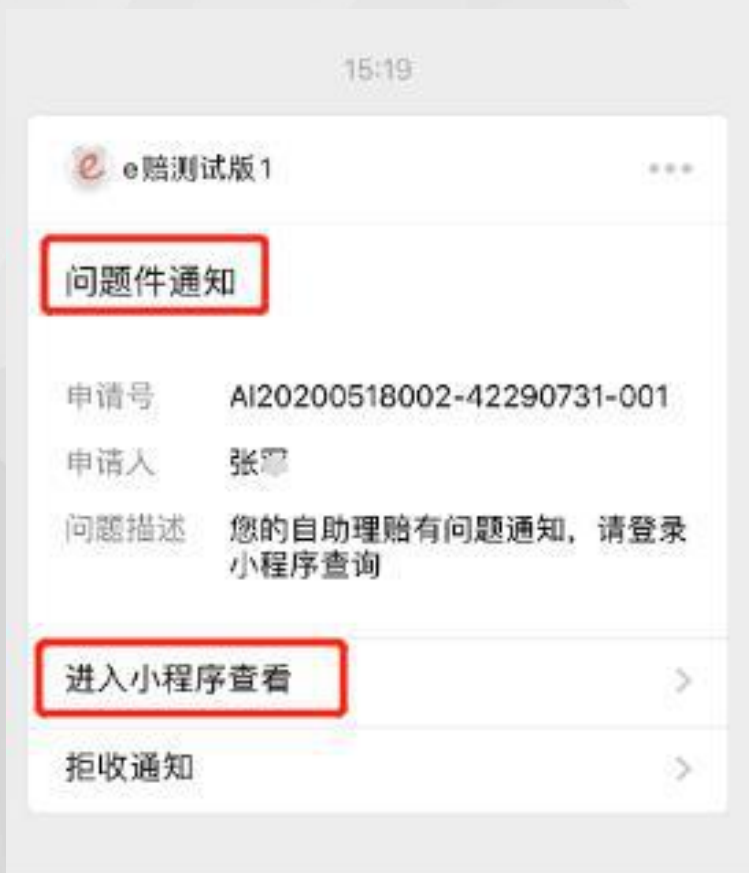 15:19
e赔测试版1
问题件通知
申请号 AI20200518002-42290731-001
申请人 张
问题描述 您的自助理赔有问题通知，请登录
小程序查询
进入小程序查看
拒收通知